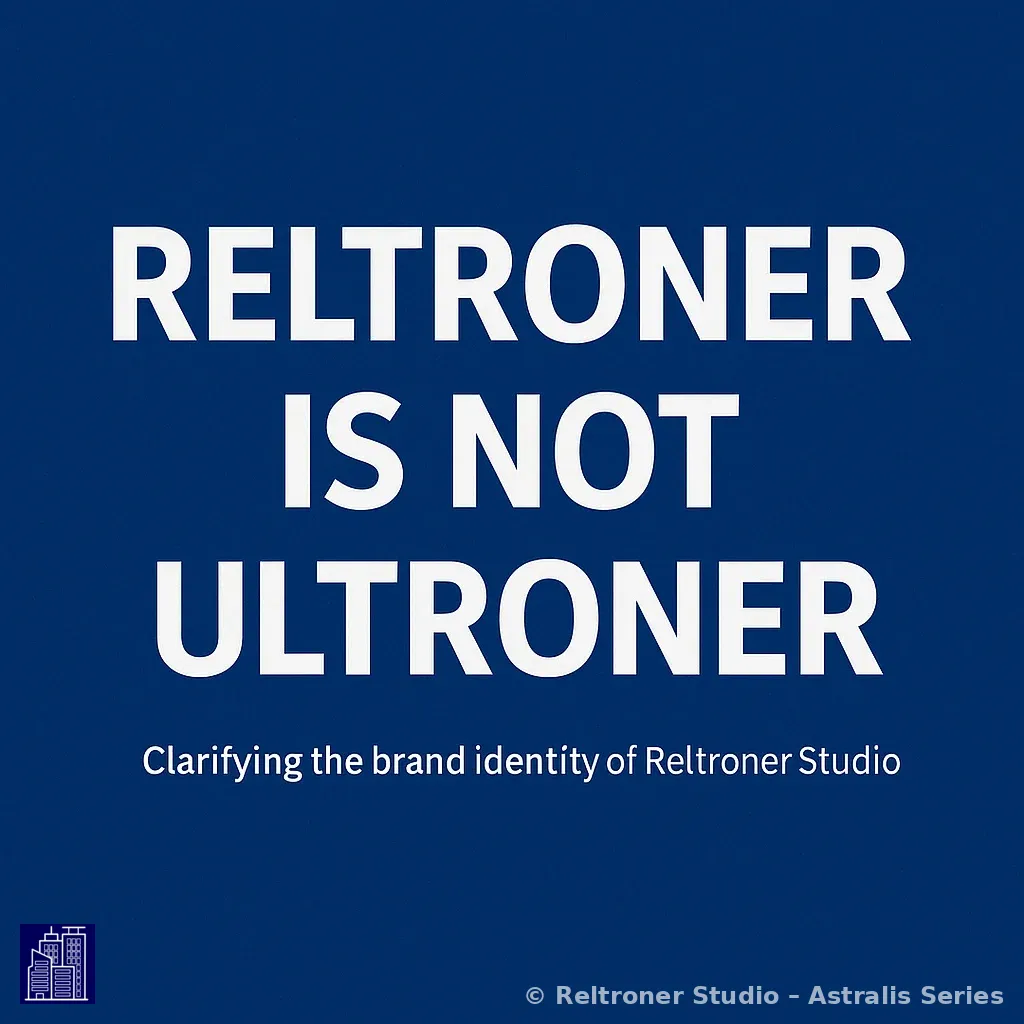 RELTRONER
IS NOT
ULTRONER
Clarifying the brand identity of Reltroner Studio
© Reltroner Studio – Astralis Series